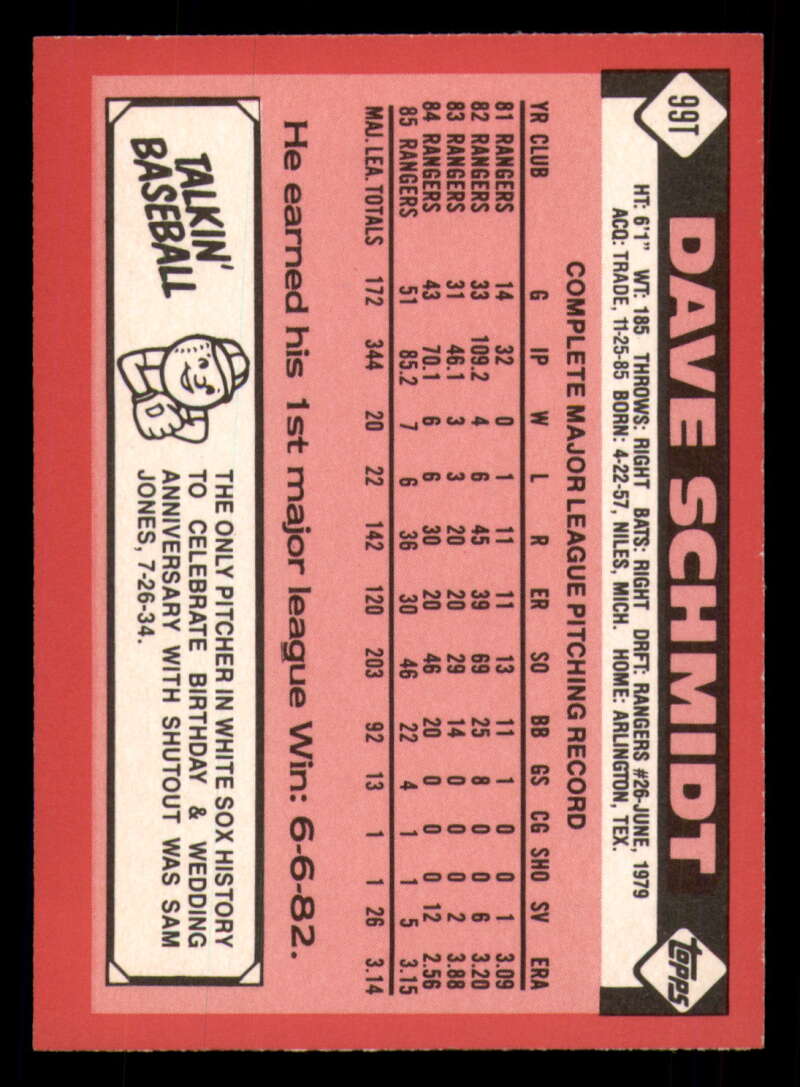 99T
DAVE SCHMIDT
topps
HT: 6'1" WT: 185 THROWS: RIGHT BATS: RIGHT DRFT: RANGERS #26-JUNE, 1979
ACQ: TRADE, 11-25-85 BORN: 4-22-57, NILES, MICH. HOME: ARLINGTON, TEX.
COMPLETE MAJOR LEAGUE PITCHING RECORD
YR CLUB G IP W L R ER SO BB GS CG SHO SV ERA
81 RANGERS 14 32 0 1 11 11 13 11 1 0 0 1 3.09
82 RANGERS 33 109.2 4 6 45 39 69 25 8 0 0 6 3.20
83 RANGERS 31 46.1 3 3 20 20 29 14 0 0 0 2 3.88
84 RANGERS 43 70.1 6 6 30 20 46 20 0 0 0 12 2.56
85 RANGERS 51 85.2 7 6 36 30 46 22 4 1 1 5 3.15
MAJ. LEA. TOTALS 172 344 20 22 142 120 203 92 13 1 1 26 3.14
He earned his 1st major league Win: 6-6-82.
TALKIN'
BASEBALL
THE ONLY PITCHER IN WHITE SOX HISTORY
TO CELEBRATE BIRTHDAY & WEDDING
ANNIVERSARY WITH SHUTOUT WAS SAM
JONES, 7-26-34.